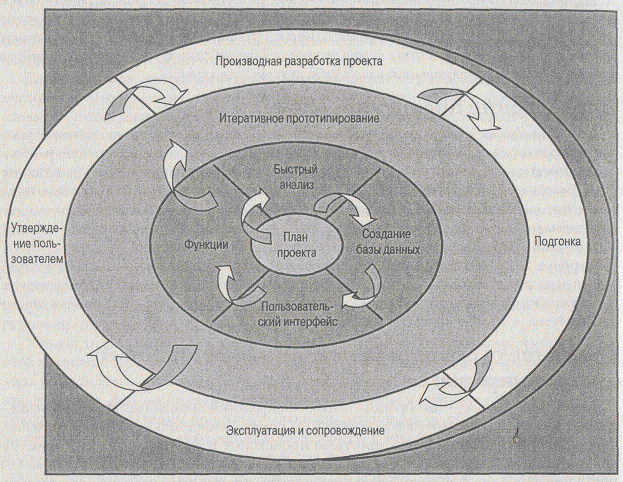 Производная разработка проекта
Итеративное прототипирование
Быстрый
анализ
Утвержде-
ние поль-
зователем
Функции
План
проекта
Создание
базы данных
Подгонка
Пользователь-
ский интерфейс
Эксплуатация и сопровождение